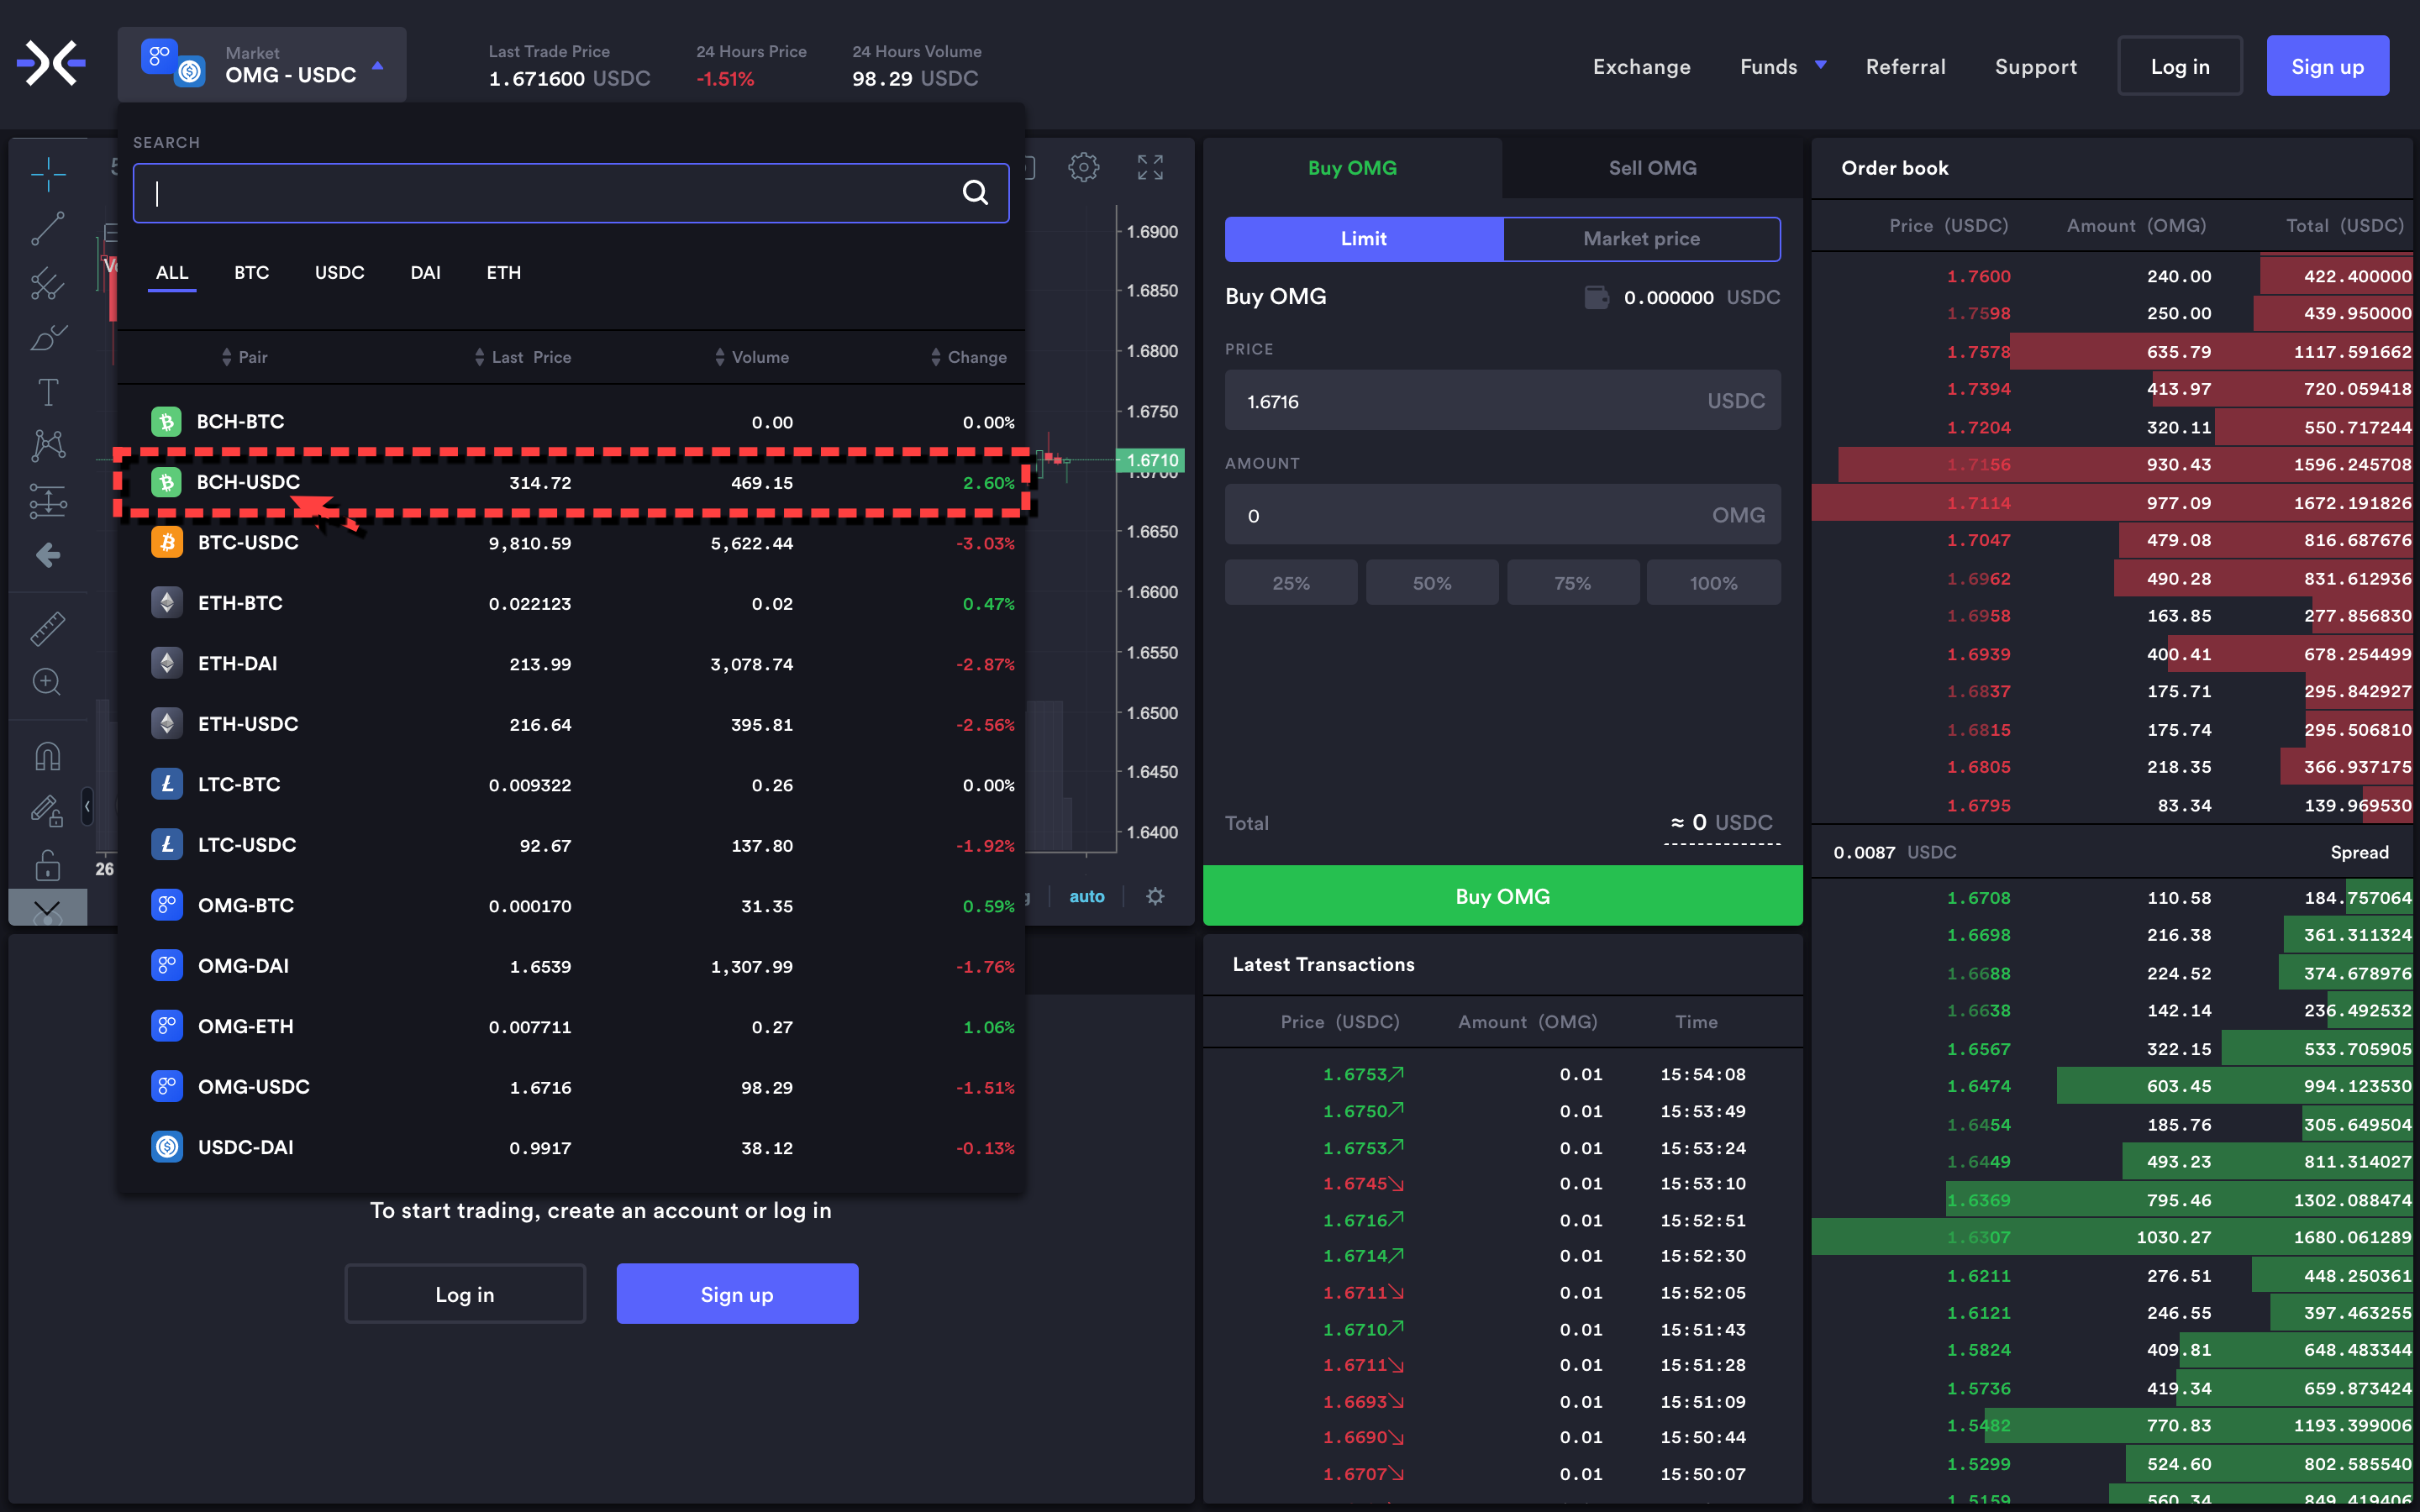 Market
OMG - USDC
Last Trade Price
1.671600 USDC
24 Hours Price
-1.51%
24 Hours Volume
98.29 USDC
Exchange
Funds
Referral
Support
Log in
Sign up
SEARCH
ALL BTC USDC DAI ETH
Pair Last Price Volume Change
BCH-BTC 0.00 0.00%
BCH-USDC 314.72 469.15 2.60%
BTC-USDC 9,810.59 5,622.44 -3.03%
ETH-BTC 0.022123 0.02 0.47%
ETH-DAI 213.99 3,078.74 -2.87%
ETH-USDC 216.64 395.81 -2.56%
LTC-BTC 0.009322 0.26 0.00%
LTC-USDC 92.67 137.80 -1.92%
OMG-BTC 0.000170 31.35 0.59%
OMG-DAI 1.6539 1,307.99 -1.76%
OMG-ETH 0.007711 0.27 1.06%
OMG-USDC 1.6716 98.29 -1.51%
USDC-DAI 0.9917 38.12 -0.13%
26
1.6900
1.6850
1.6800
1.6750
1.6710
1.6700
1.6650
1.6600
1.6550
1.6500
1.6450
1.6400
auto
To start trading, create an account or log in
Log in
Sign up
Buy OMG
Sell OMG
Limit
Market price
Buy OMG 0.000000 USDC
PRICE
1.6716 USDC
AMOUNT
0 OMG
25% 50% 75% 100%
Total ≈ 0 USDC
Buy OMG
Latest Transactions
Price (USDC) Amount (OMG) Time
1.6753 0.01 15:54:08
1.6750 0.01 15:53:49
1.6753 0.01 15:53:24
1.6745 0.01 15:53:10
1.6716 0.01 15:52:51
1.6714 0.01 15:52:30
1.6711 0.01 15:52:05
1.6710 0.01 15:51:43
1.6711 0.01 15:51:28
1.6693 0.01 15:51:09
1.6690 0.01 15:50:44
1.6707 0.01 15:50:07
Order book
Price (USDC) Amount (OMG) Total (USDC)
1.7600 240.00 422.400000
1.7598 250.00 439.950000
1.7578 635.79 1117.591662
1.7394 413.97 720.059418
1.7204 320.11 550.717244
1.7156 930.43 1596.245708
1.7114 977.09 1672.191826
1.7047 479.08 816.687676
1.6962 490.28 831.612936
1.6958 163.85 277.856830
1.6939 400.41 678.254499
1.6837 175.71 295.842927
1.6815 175.74 295.506810
1.6805 218.35 366.937175
1.6795 83.34 139.969530
0.0087 USDC Spread
1.6708 110.58 184.757064
1.6698 216.38 361.311324
1.6688 224.52 374.678976
1.6638 142.14 236.492532
1.6567 322.15 533.705905
1.6474 603.45 994.123530
1.6454 185.76 305.649504
1.6449 493.23 811.314027
1.6369 795.46 1302.088474
1.6307 1030.27 1680.061289
1.6211 276.51 448.250361
1.6121 246.55 397.463255
1.5824 409.81 648.483344
1.5736 419.34 659.873424
1.5482 770.83 1193.399006
1.5299 524.60 802.585540
1.5159 560.34 849.419406